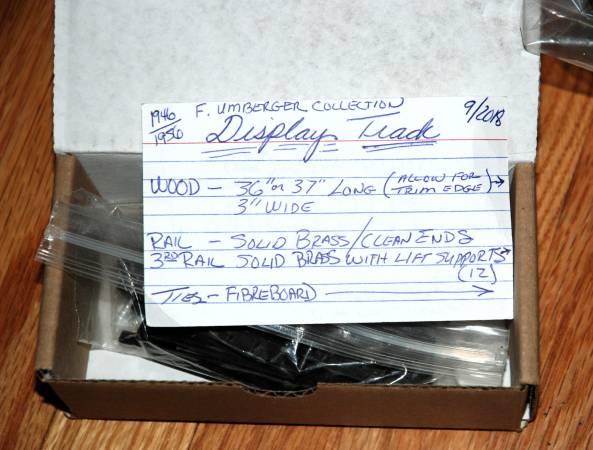 1946/1956 F. UMBERGER COLLECTION 9/2018
Display Track
WOOD - 36" or 37" LONG (ALLOW FOR TRIM EDGE) →
3" WIDE
RAIL - SOLID BRASS/CLEAN ENDS
3RD RAIL SOLID BRASS WITH LIFT SUPPORTS →
(12)
TIES - FIBREBOARD →